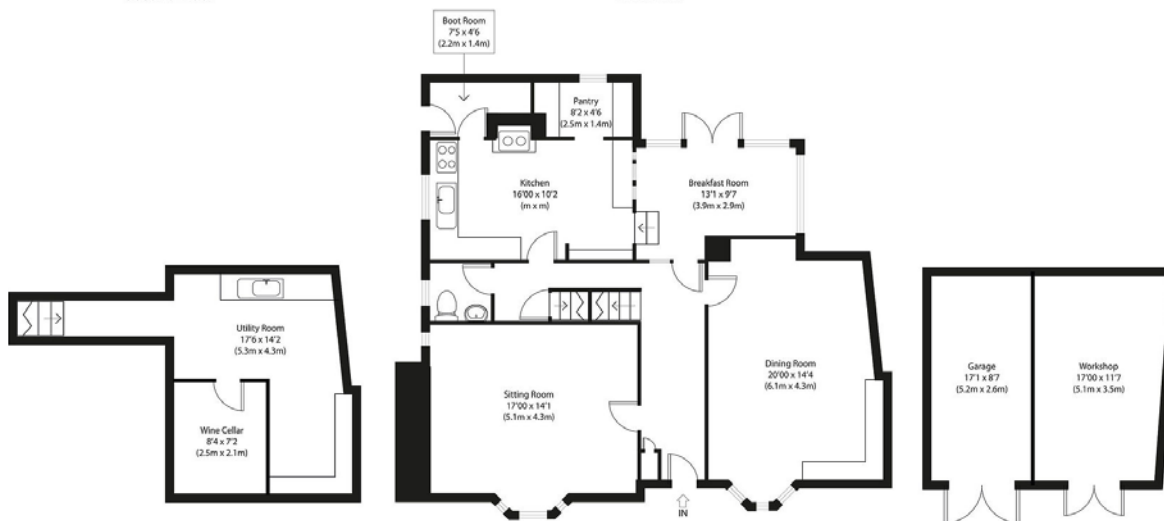 Boot Room
7'5 x 4'6
(2.2m x 1.4m)
Pantry
8'2 x 4'6
(2.5m x 1.4m)
Kitchen
16'00 x 10'2
(m x m)
Breakfast Room
13'1 x 9'7
(3.9m x 2.9m)
Utility Room
17'6 x 14'2
(5.3m x 4.3m)
Wine Cellar
8'4 x 7'2
(2.5m x 2.1m)
Sitting Room
17'00 x 14'1
(5.1m x 4.3m)
Dining Room
20'00 x 14'4
(6.1m x 4.3m)
Garage
17'1 x 8'7
(5.2m x 2.6m)
Workshop
17'00 x 11'7
(5.1m x 3.5m)
IN